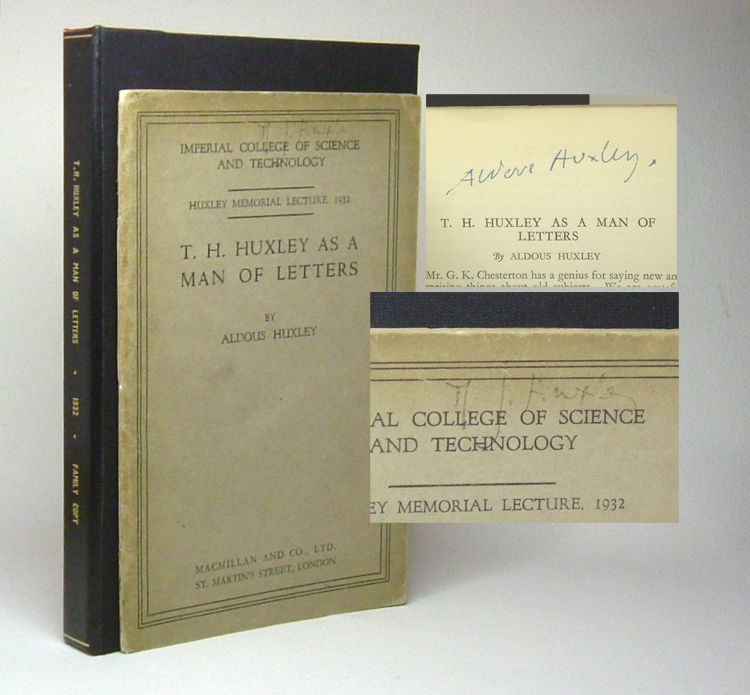 T. H. HUXLEY AS A MAN OF LETTERS • 1932 • FAMILY COPY
IMPERIAL COLLEGE OF SCIENCE
AND TECHNOLOGY
HUXLEY MEMORIAL LECTURE, 1932
T. H. HUXLEY AS A
MAN OF LETTERS
BY
ALDOUS HUXLEY
MACMILLAN AND CO., LTD.
ST. MARTIN'S STREET, LONDON
Aldous Huxley.
T. H. HUXLEY AS A MAN OF
LETTERS
By ALDOUS HUXLEY
Mr. G. K. Chesterton has a genius for saying new an
IAL COLLEGE OF SCIENCE
AND TECHNOLOGY
EY MEMORIAL LECTURE, 1932